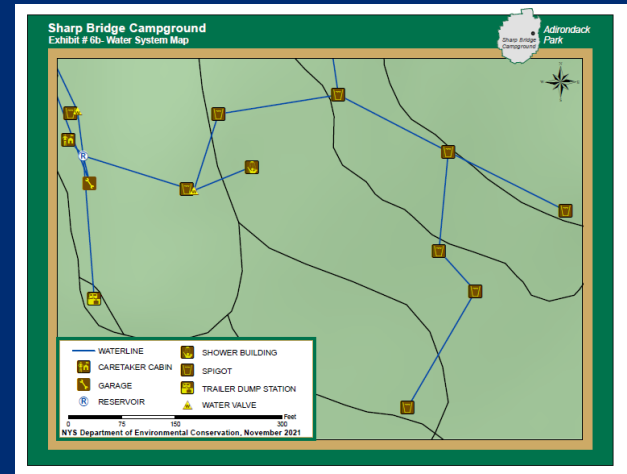 Sharp Bridge Campground
Exhibit # 6b- Water System Map
Sharp Bridge
Campground
Adirondack
Park
R
WATERLINE
CARETAKER CABIN
GARAGE
R RESERVOIR
SHOWER BUILDING
SPIGOT
TRAILER DUMP STATION
WATER VALVE
Feet
0 75 150 300
NYS Department of Environmental Conservation, November 2021